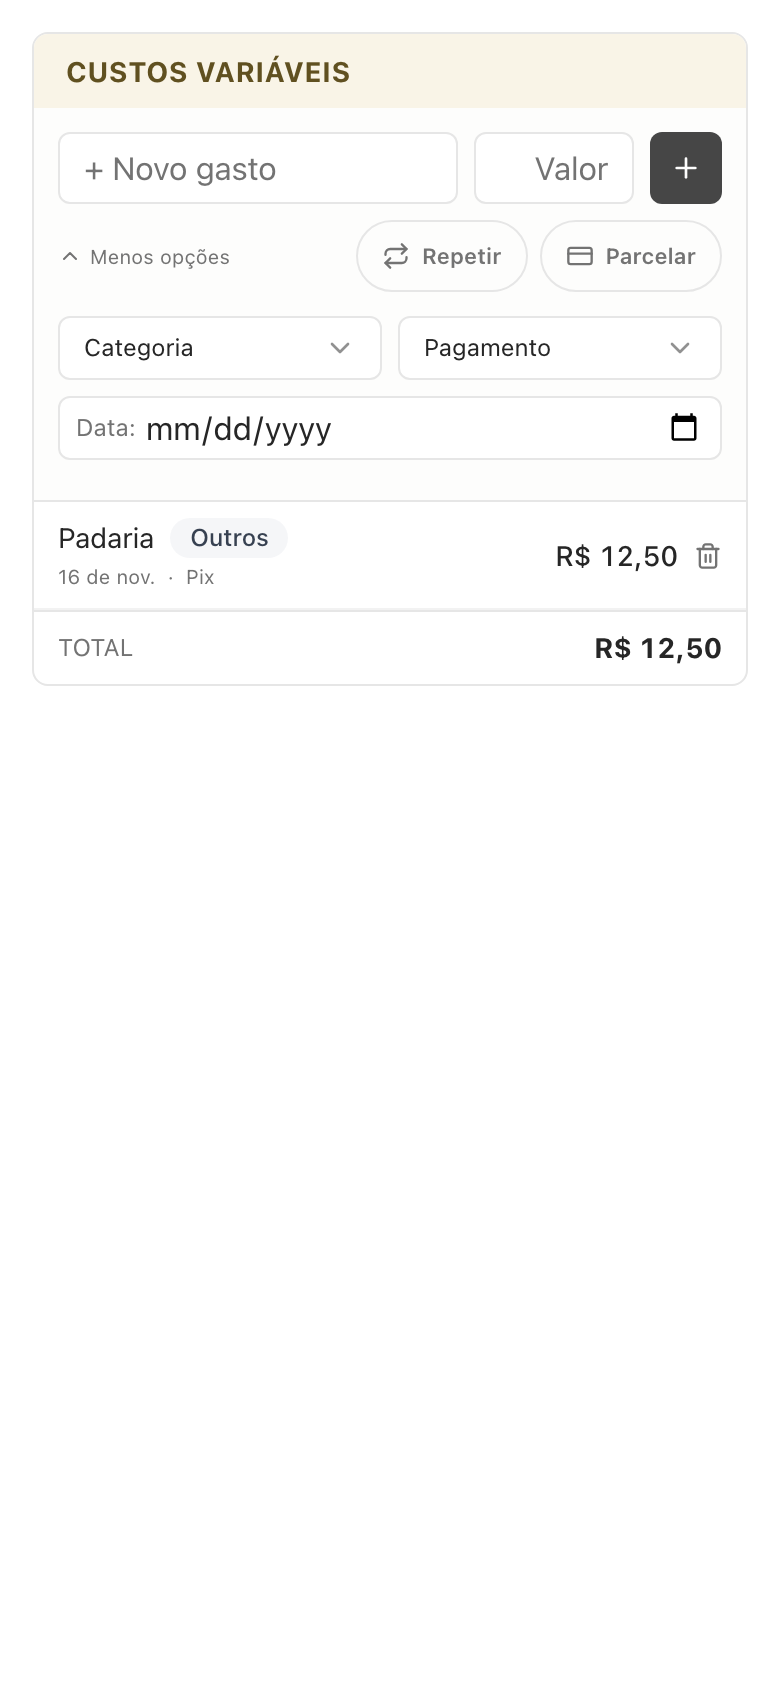 CUSTOS VARIÁVEIS
+ Novo gasto Valor +
Menos opções Repetir Parcelar
Categoria Pagamento
Data: mm/dd/yyyy
Padaria Outros
16 de nov. · Pix R$ 12,50
TOTAL R$ 12,50